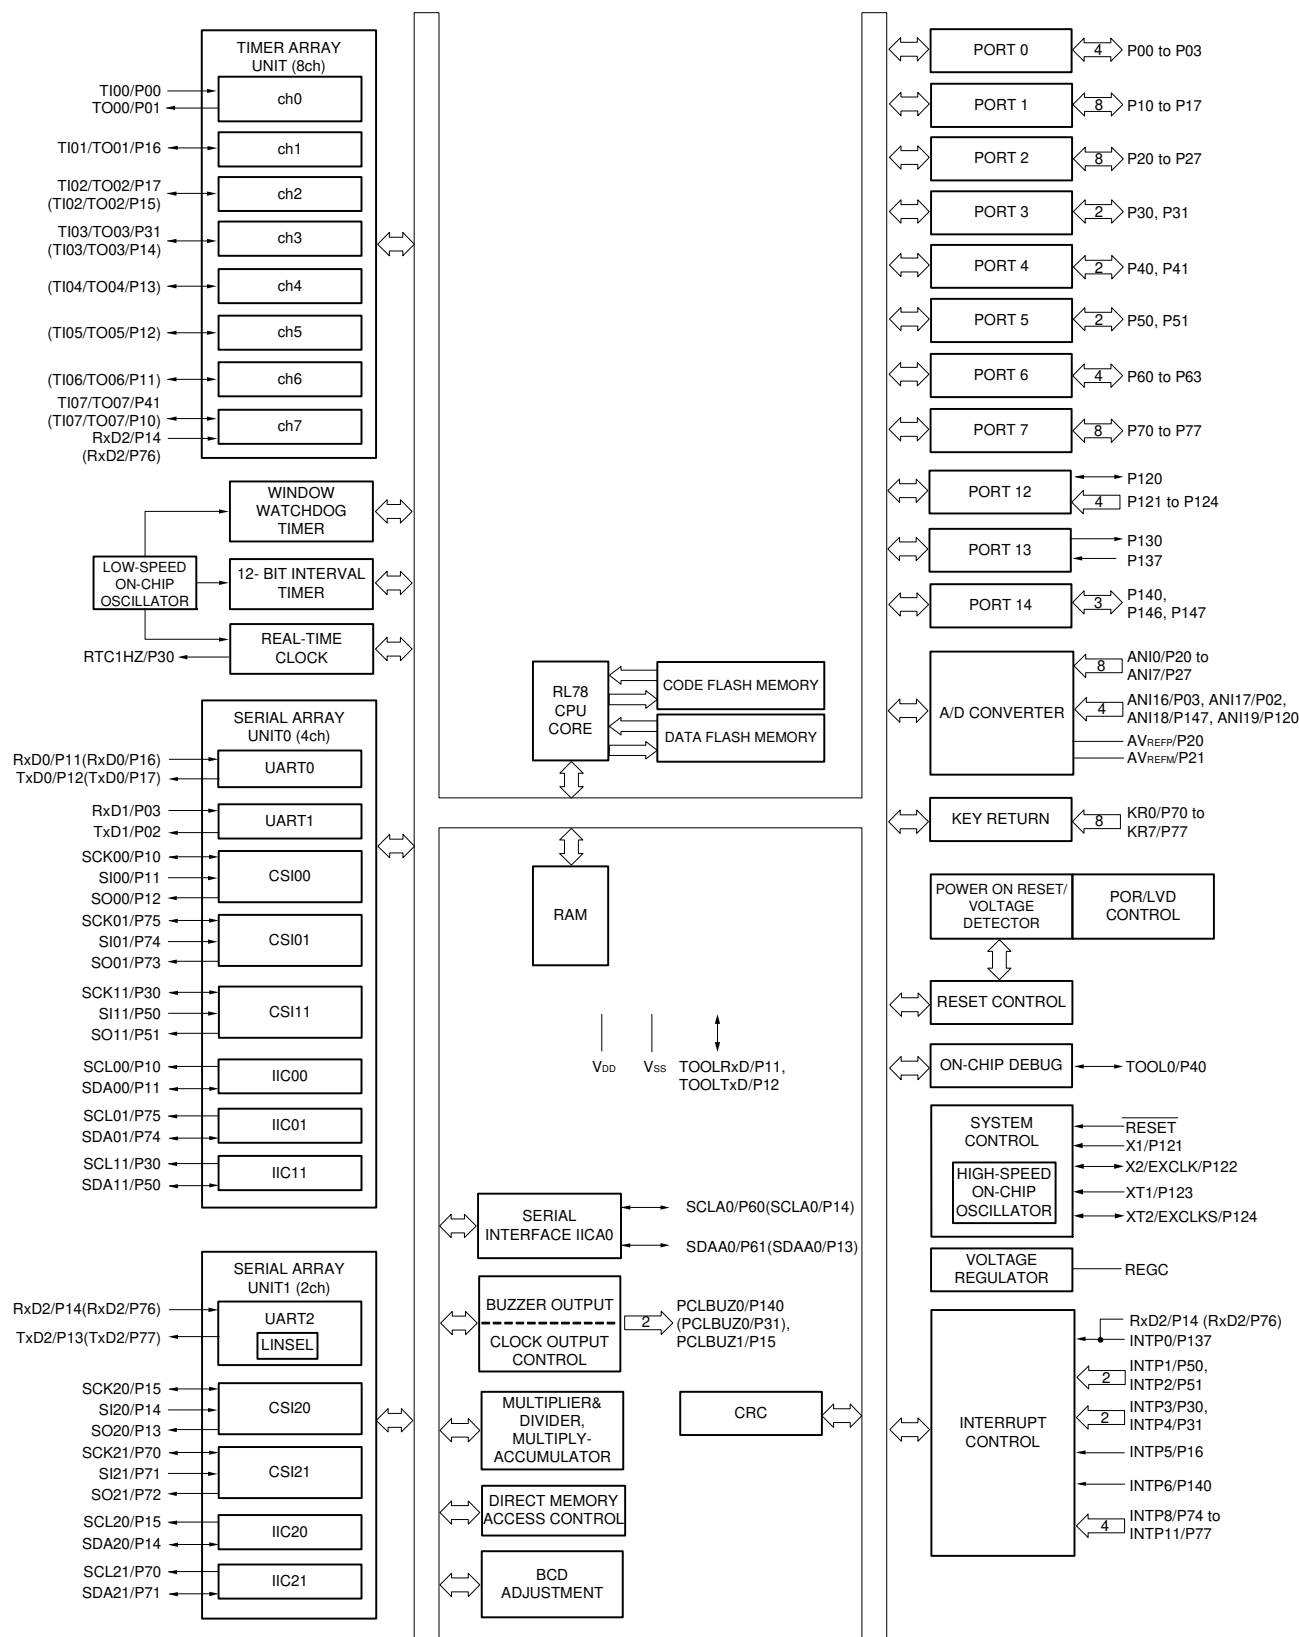 TIMER ARRAY
UNIT (8ch)
TI00/P00
TO00/P01
ch0
TI01/TO01/P16
ch1
TI02/TO02/P17
(TI02/TO02/P15)
ch2
TI03/TO03/P31
(TI03/TO03/P14)
ch3
(TI04/TO04/P13)
ch4
(TI05/TO05/P12)
ch5
(TI06/TO06/P11)
ch6
TI07/TO07/P41
(TI07/TO07/P10)
RxD2/P14
(RxD2/P76)
ch7
WINDOW
WATCHDOG
TIMER
LOW-SPEED
ON-CHIP
OSCILLATOR
12- BIT INTERVAL
TIMER
RTC1HZ/P30
REAL-TIME
CLOCK
SERIAL ARRAY
UNIT0 (4ch)
RxD0/P11(RxD0/P16)
TxD0/P12(TxD0/P17)
UART0
RxD1/P03
TxD1/P02
UART1
SCK00/P10
SI00/P11
SO00/P12
CSI00
SCK01/P75
SI01/P74
SO01/P73
CSI01
SCK11/P30
SI11/P50
SO11/P51
CSI11
SCL00/P10
SDA00/P11
IIC00
SCL01/P75
SDA01/P74
IIC01
SCL11/P30
SDA11/P50
IIC11
SERIAL ARRAY
UNIT1 (2ch)
RxD2/P14(RxD2/P76)
TxD2/P13(TxD2/P77)
UART2
LINSEL
SCK20/P15
SI20/P14
SO20/P13
CSI20
SCK21/P70
SI21/P71
SO21/P72
CSI21
SCL20/P15
SDA20/P14
IIC20
SCL21/P70
SDA21/P71
IIC21
RL78
CPU
CORE
CODE FLASH MEMORY
DATA FLASH MEMORY
RAM
VDD
VSS
TOOLRxD/P11,
TOOLTxD/P12
SERIAL
INTERFACE IICA0
SCLA0/P60(SCLA0/P14)
SDAA0/P61(SDAA0/P13)
BUZZER OUTPUT
CLOCK OUTPUT
CONTROL
2
PCLBUZ0/P140
(PCLBUZ0/P31),
PCLBUZ1/P15
MULTIPLIER&
DIVIDER,
MULTIPLY-
ACCUMULATOR
CRC
DIRECT MEMORY
ACCESS CONTROL
BCD
ADJUSTMENT
PORT 0
4
P00 to P03
PORT 1
8
P10 to P17
PORT 2
8
P20 to P27
PORT 3
2
P30, P31
PORT 4
2
P40, P41
PORT 5
2
P50, P51
PORT 6
4
P60 to P63
PORT 7
8
P70 to P77
PORT 12
P120
4
P121 to P124
PORT 13
P130
P137
PORT 14
3
P140,
P146, P147
A/D CONVERTER
8
ANI0/P20 to
ANI7/P27
4
ANI16/P03, ANI17/P02,
ANI18/P147, ANI19/P120
AVREFP/P20
AVREFM/P21
KEY RETURN
8
KR0/P70 to
KR7/P77
POWER ON RESET/
VOLTAGE
DETECTOR
POR/LVD
CONTROL
RESET CONTROL
ON-CHIP DEBUG
TOOL0/P40
SYSTEM
CONTROL
HIGH-SPEED
ON-CHIP
OSCILLATOR
RESET
X1/P121
X2/EXCLK/P122
XT1/P123
XT2/EXCLKS/P124
VOLTAGE
REGULATOR
REGC
INTERRUPT
CONTROL
RxD2/P14 (RxD2/P76)
INTP0/P137
2
INTP1/P50,
INTP2/P51
2
INTP3/P30,
INTP4/P31
INTP5/P16
INTP6/P140
4
INTP8/P74 to
INTP11/P77